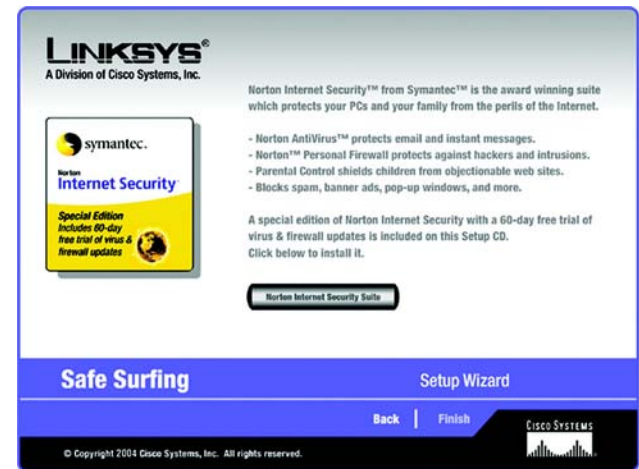 LINKSYS®
A Division of Cisco Systems, Inc.
symantec.
Norton
Internet Security
Special Edition
Includes 60-day
free trial of virus &
firewall updates
Norton Internet Security™ from Symantec™ is the award winning suite
which protects your PCs and your family from the perils of the Internet.
- Norton AntiVirus™ protects email and instant messages.
- Norton™ Personal Firewall protects against hackers and intrusions.
- Parental Control shields children from objectionable web sites.
- Blocks spam, banner ads, pop-up windows, and more.
A special edition of Norton Internet Security with a 60-day free trial of
virus & firewall updates is included on this Setup CD.
Click below to install it.
Norton Internet Security Suite
Safe Surfing
Setup Wizard
Back
Finish
CISCO SYSTEMS
© Copyright 2004 Cisco Systems, Inc. All rights reserved.